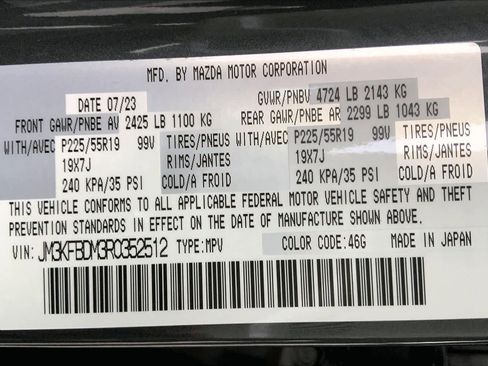 MFD. BY MAZDA MOTOR CORPORATION
DATE 07/23 GVWR/PNBV 4724 LB 2143 KG
FRONT GAWR/PNBE AV 2425 LB 1100 KG REAR GAWR/PNBE AR 2299 LB 1043 KG
WITH/AVEC P225/55R19 99V TIRES/PNEUS WITH/AVEC P225/55R19 99V TIRES/PNEUS
19X7J RIMS/JANTES 19X7J RIMS/JANTES
240 KPA/35 PSI COLD/A FROID 240 KPA/35 PSI COLD/A FROID
THIS VEHICLE CONFORMS TO ALL APPLICABLE FEDERAL MOTOR VEHICLE SAFETY AND THEFT
PREVENTION STANDARDS IN EFFECT ON THE DATE OF MANUFACTURE SHOWN ABOVE.
VIN: JM3KFBDM3R0352512 TYPE:MPV COLOR CODE:46G MADE IN JAPAN